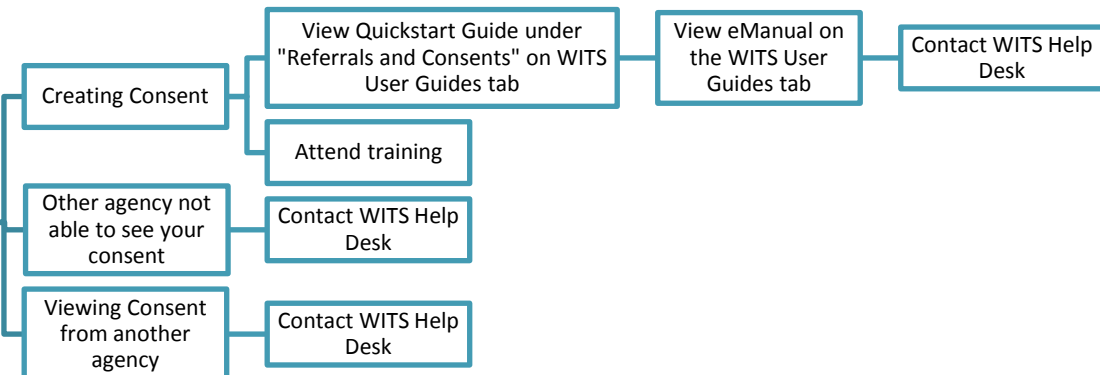 Creating Consent
View Quickstart Guide under
"Referrals and Consents" on WITS
User Guides tab
View eManual on
the WITS User
Guides tab
Contact WITS Help
Desk
Attend training
Other agency not
able to see your
consent
Contact WITS Help
Desk
Viewing Consent
from another
agency
Contact WITS Help
Desk